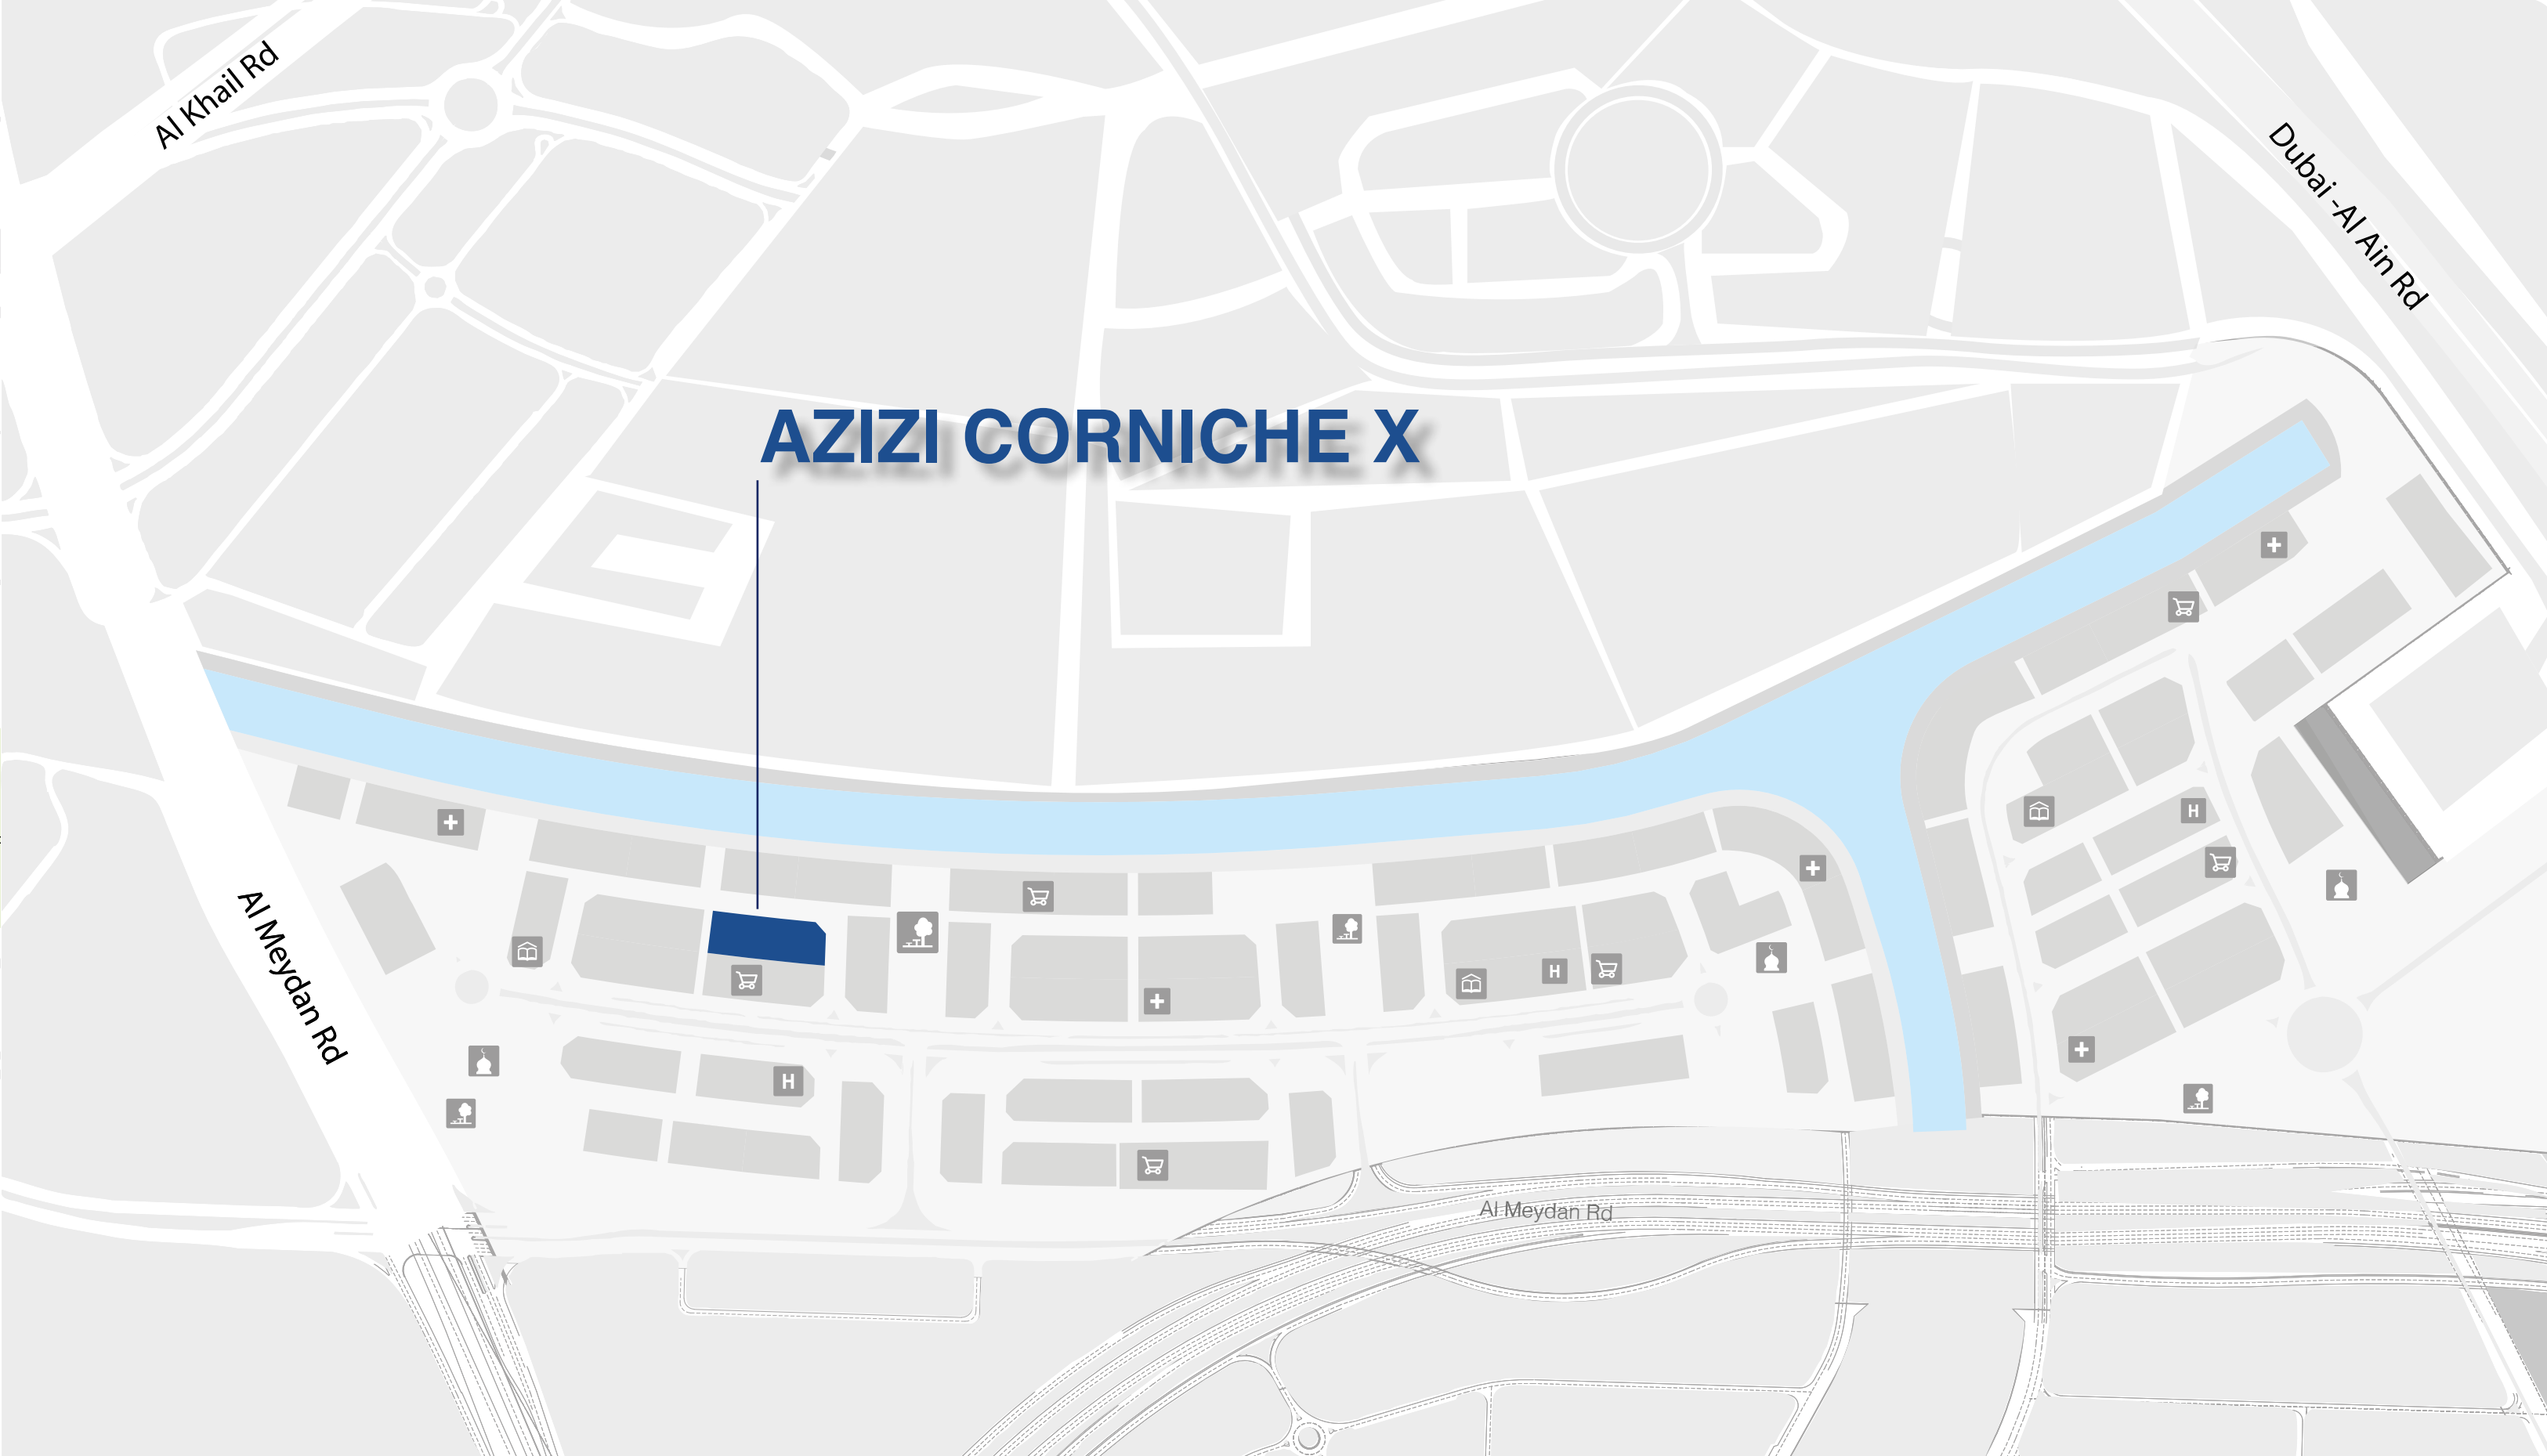 Al Khail Rd
Dubai -Al Ain Rd
AZIZI CORNICHE X
H
H
Al Meydan Rd
H
Al Meydan Rd